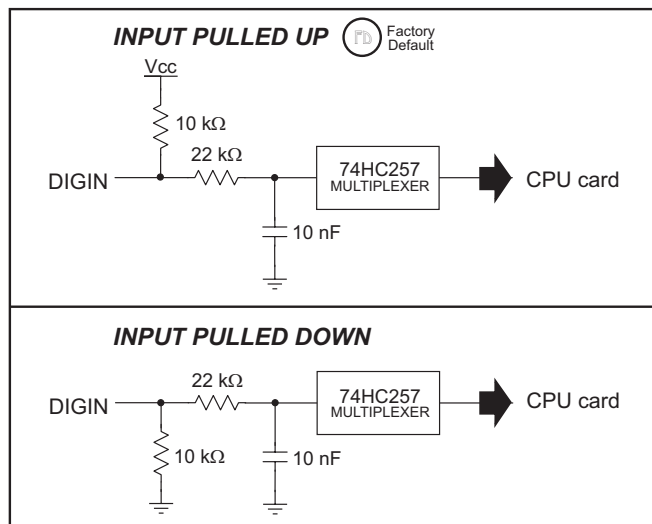 INPUT PULLED UP
FD
Factory
Default
Vcc
10 kΩ
22 kΩ
DIGIN
74HC257
MULTIPLEXER
CPU card
10 nF
INPUT PULLED DOWN
22 kΩ
DIGIN
74HC257
MULTIPLEXER
CPU card
10 kΩ
10 nF